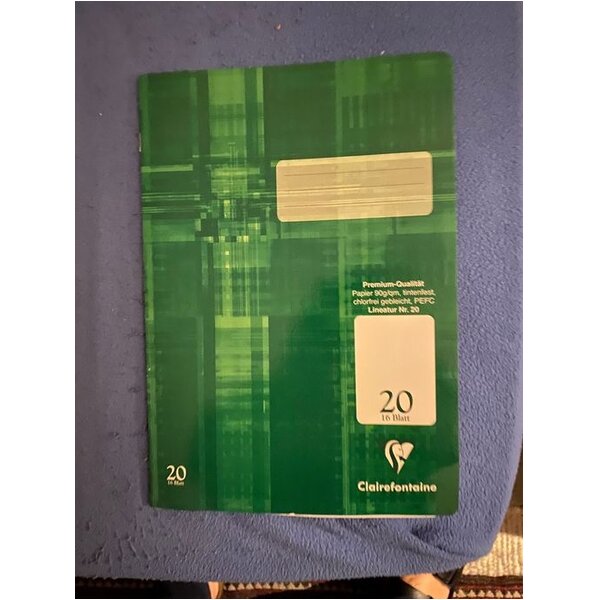 Premium-Qualität
Papier 90g/qm, tintenfest,
chlorfrei gebleicht, PEFC
Lineatur Nr. 20
20
16 Blatt
Clairefontaine
20
16 Blatt